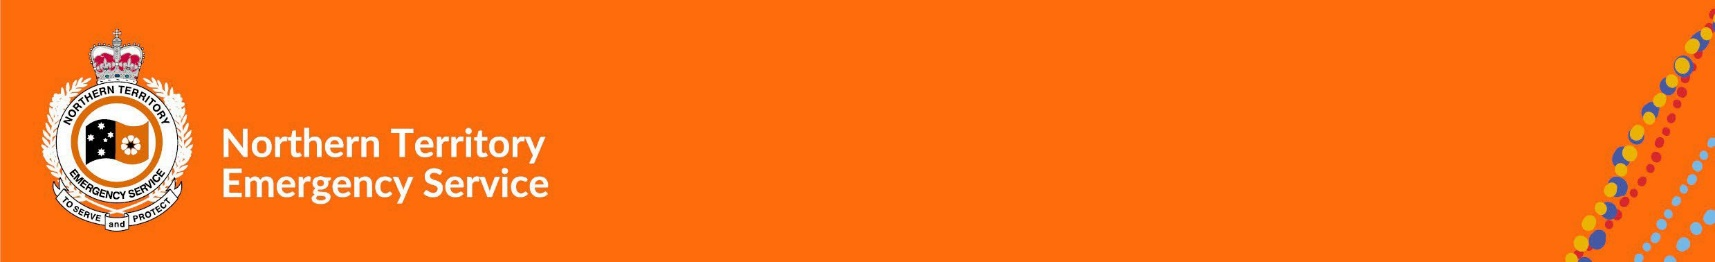 NORTHERN TERRITORY
EMERGENCY SERVICE
TO SERVE and PROTECT
Northern Territory
Emergency Service